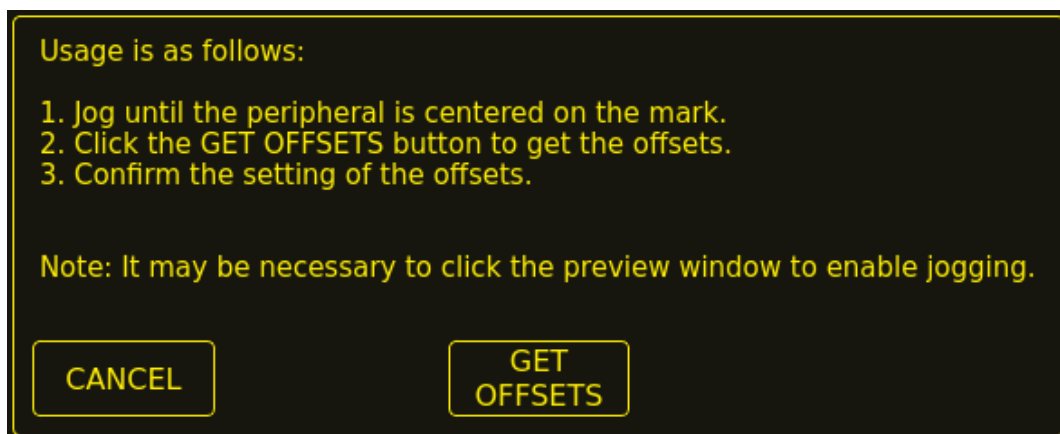 Usage is as follows:
1. Jog until the peripheral is centered on the mark.
2. Click the GET OFFSETS button to get the offsets.
3. Confirm the setting of the offsets.
Note: It may be necessary to click the preview window to enable jogging.
CANCEL
GET
OFFSETS